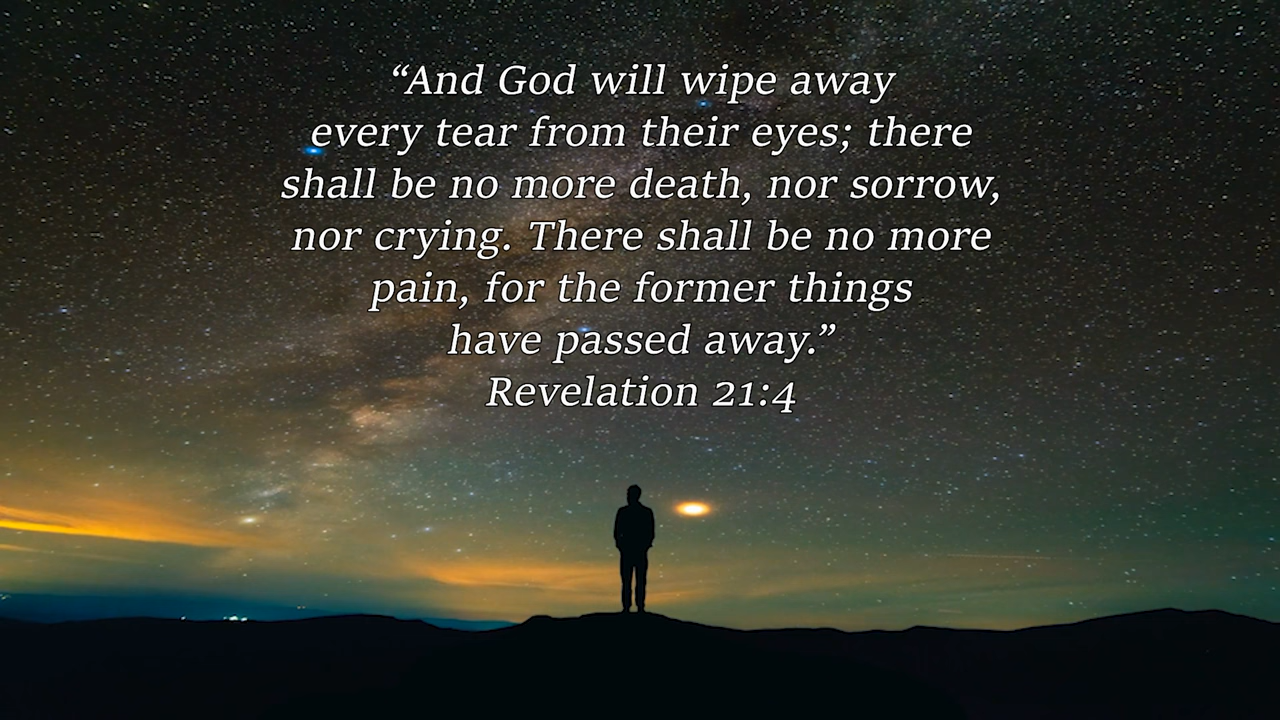 “And God will wipe away
every tear from their eyes; there
shall be no more death, nor sorrow,
nor crying. There shall be no more
pain, for the former things
have passed away.”
Revelation 21:4